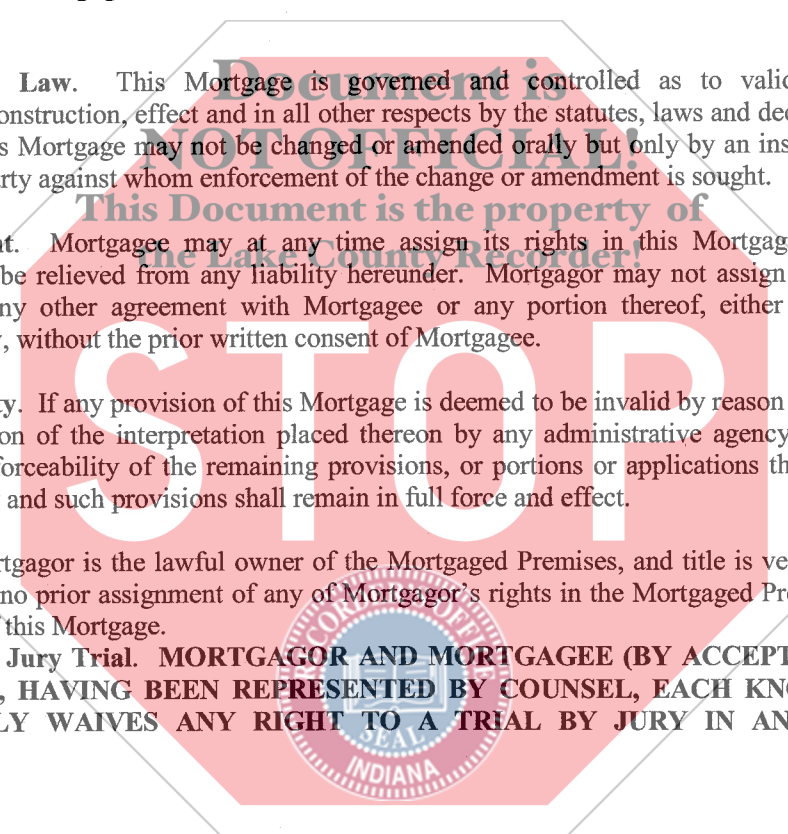 Document is
NOT OFFICIAL!
This Document is the property of
the Lake County Recorder!
STOP
Law. This Mortgage is governed and controlled as to valid
onstruction, effect and in all other respects by the statutes, laws and dec
s Mortgage may not be changed or amended orally but only by an ins
rty against whom enforcement of the change or amendment is sought.
nt. Mortgagee may at any time assign its rights in this Mortgag
be relieved from any liability hereunder. Mortgagor may not assign
ny other agreement with Mortgagee or any portion thereof, either
, without the prior written consent of Mortgagee.
ty. If any provision of this Mortgage is deemed to be invalid by reason
on of the interpretation placed thereon by any administrative agency
forceability of the remaining provisions, or portions or applications th
and such provisions shall remain in full force and effect.
rtgagor is the lawful owner of the Mortgaged Premises, and title is ve
no prior assignment of any of Mortgagor's rights in the Mortgaged Pr
f this Mortgage.
Jury Trial. MORTGAGOR AND MORTGAGEE (BY ACCEPT
, HAVING BEEN REPRESENTED BY COUNSEL, EACH KNO
LY WAIVES ANY RIGHT TO A TRIAL BY JURY IN AN
RECORDER'S OFFICE
SEAL
INDIANA